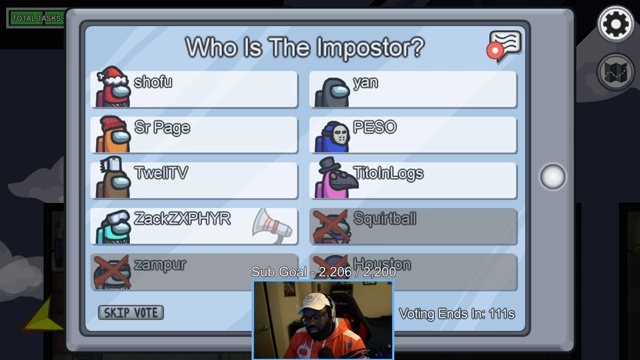 TOTAL TASKS
Who Is The Impostor?
shofu
yan
Sr Page
PESO
TwellTV
TitoInLogs
ZackZXPHYR
Squirtball
zampur
Houston
Sub Goal - 2,206 / 2,200
SKIP VOTE
Voting Ends In: 111s